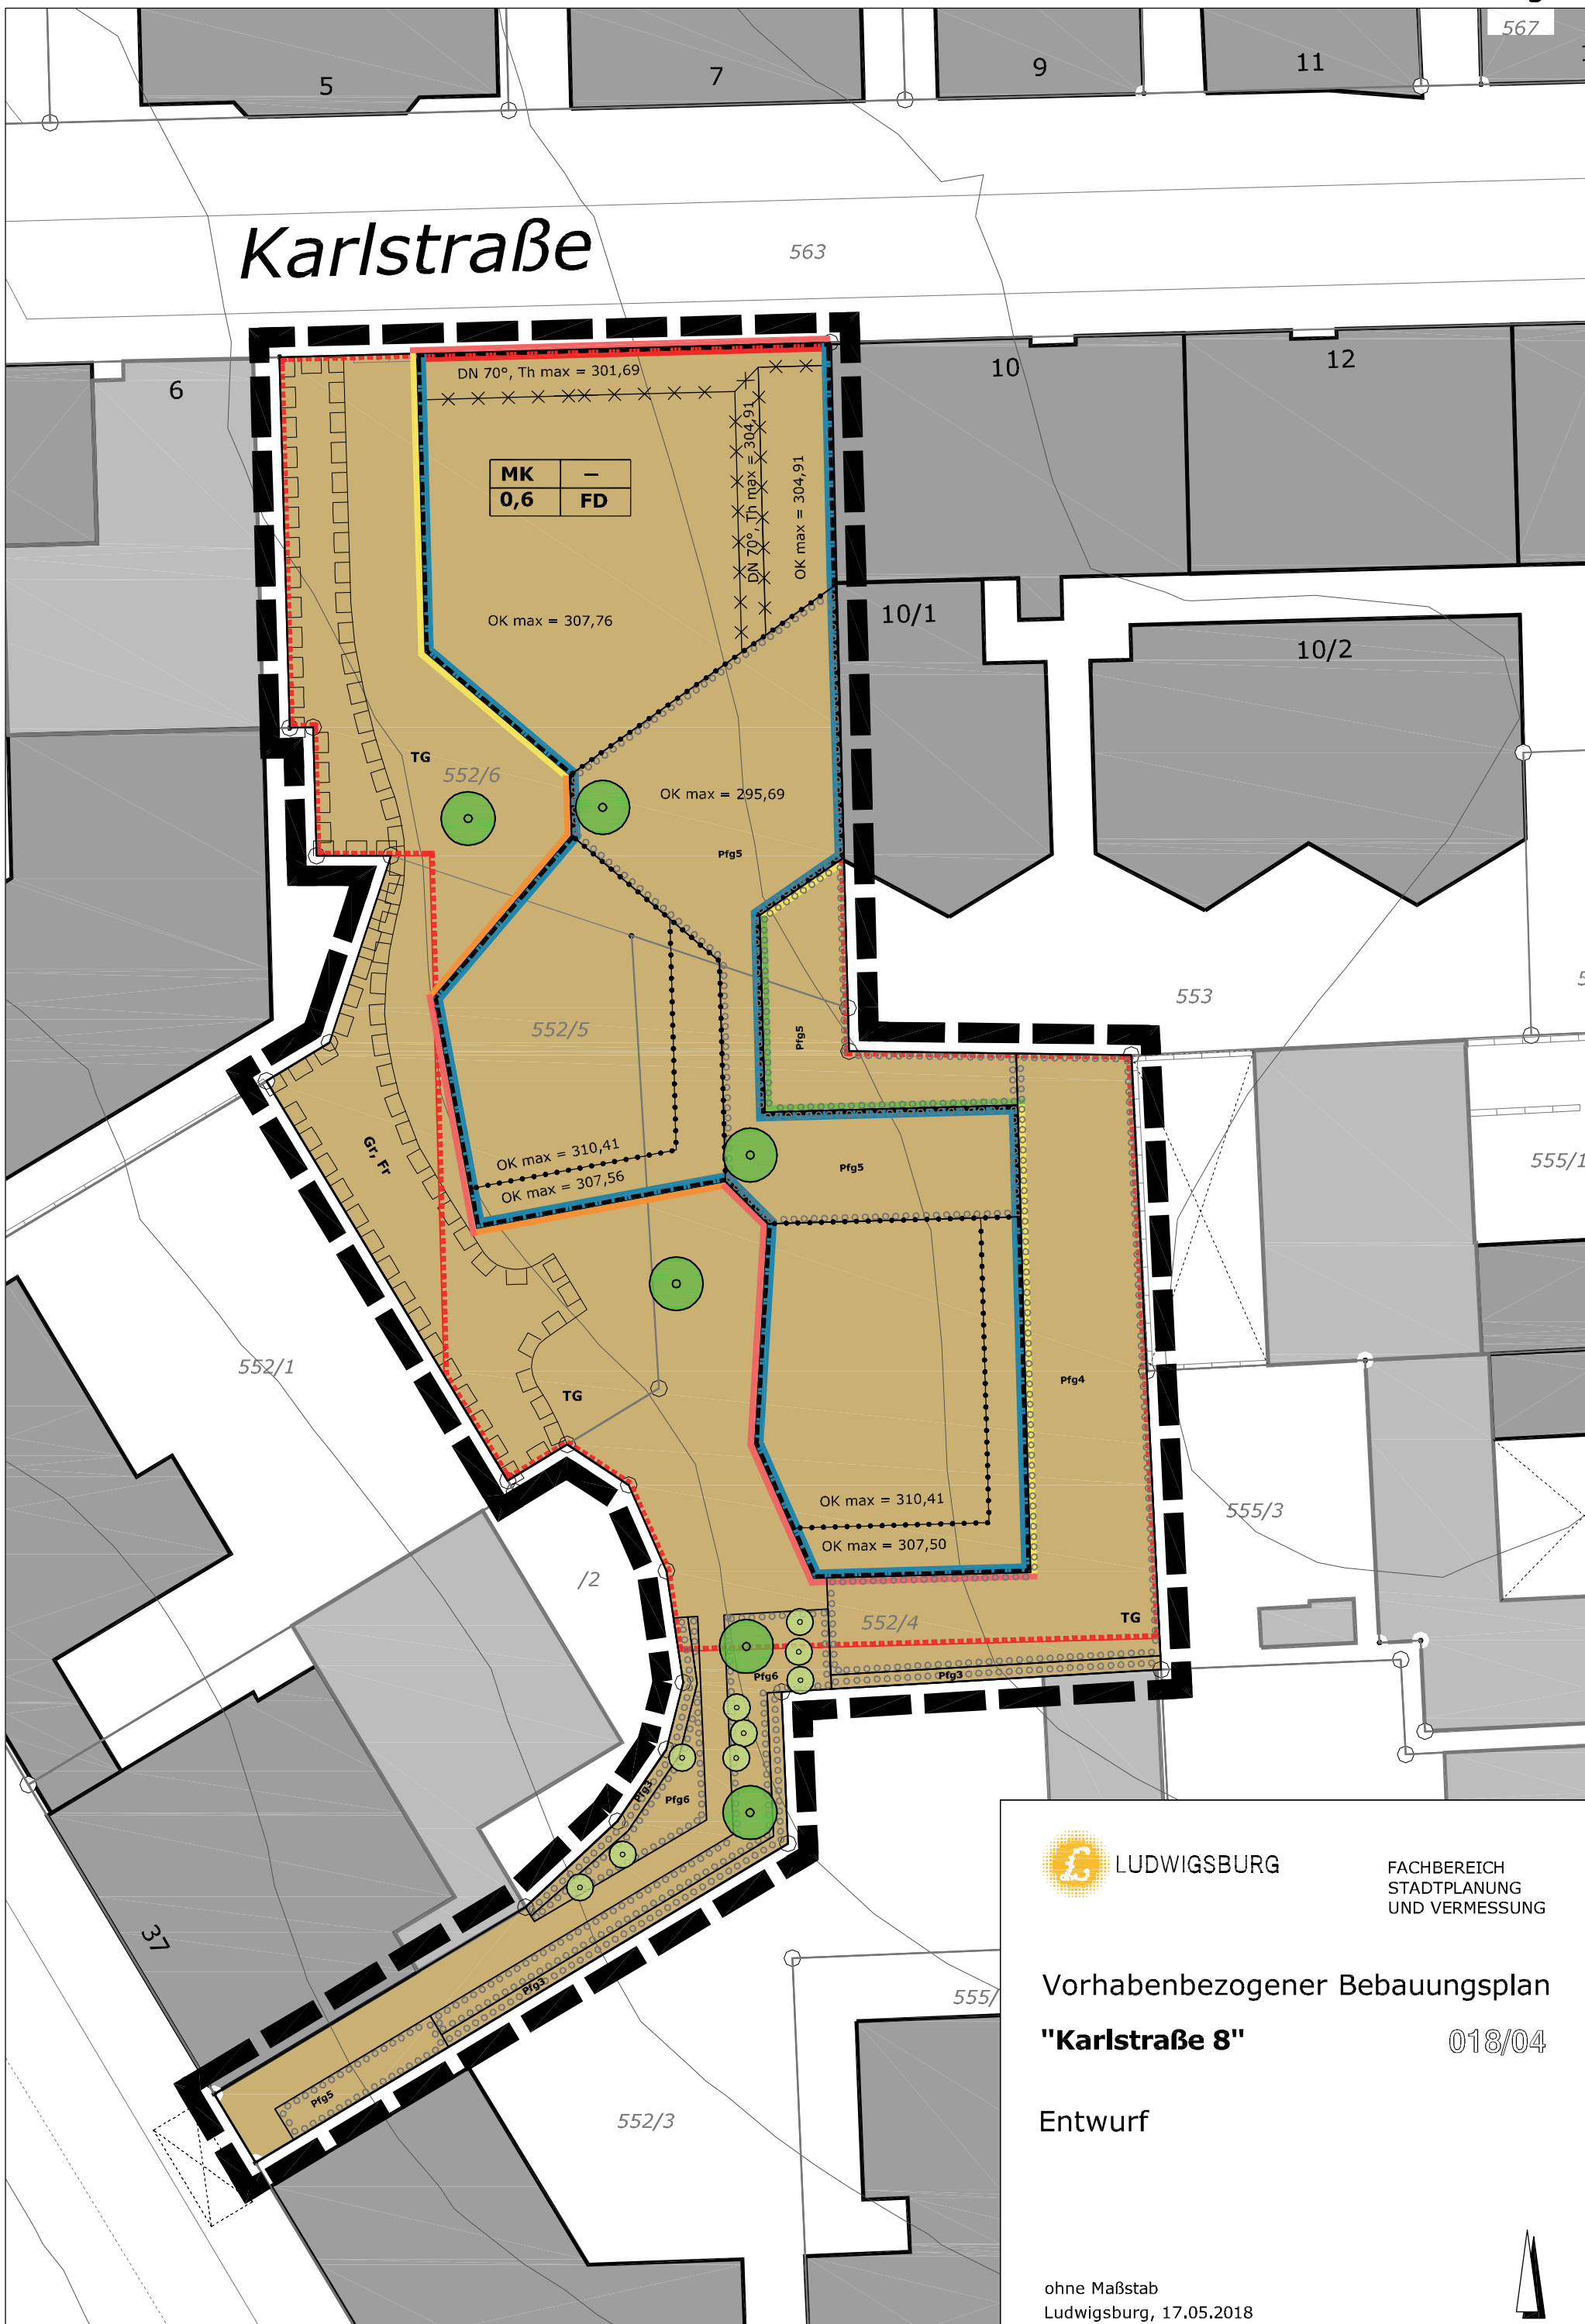 567
5
7
9
11
Karlstraße
563
6
DN 70°, Th max = 301,69
10
12
MK –
0,6 FD
DN 70°, Th max = 304,91
OK max = 304,91
OK max = 307,76
10/1
10/2
TG
552/6
OK max = 295,69
Pfg5
553
552/5
Pfg5
Gr, Fr
OK max = 310,41
OK max = 307,56
Pfg5
555/1
552/1
TG
Pfg4
OK max = 310,41
OK max = 307,50
555/3
/2
552/4
TG
Pfg6
Pfg3
Pfg3
Pfg6
37
Pfg3
Pfg5
555/
552/3
LUDWIGSBURG
FACHBEREICH
STADTPLANUNG
UND VERMESSUNG
Vorhabenbezogener Bebauungsplan
"Karlstraße 8" 018/04
Entwurf
ohne Maßstab
Ludwigsburg, 17.05.2018